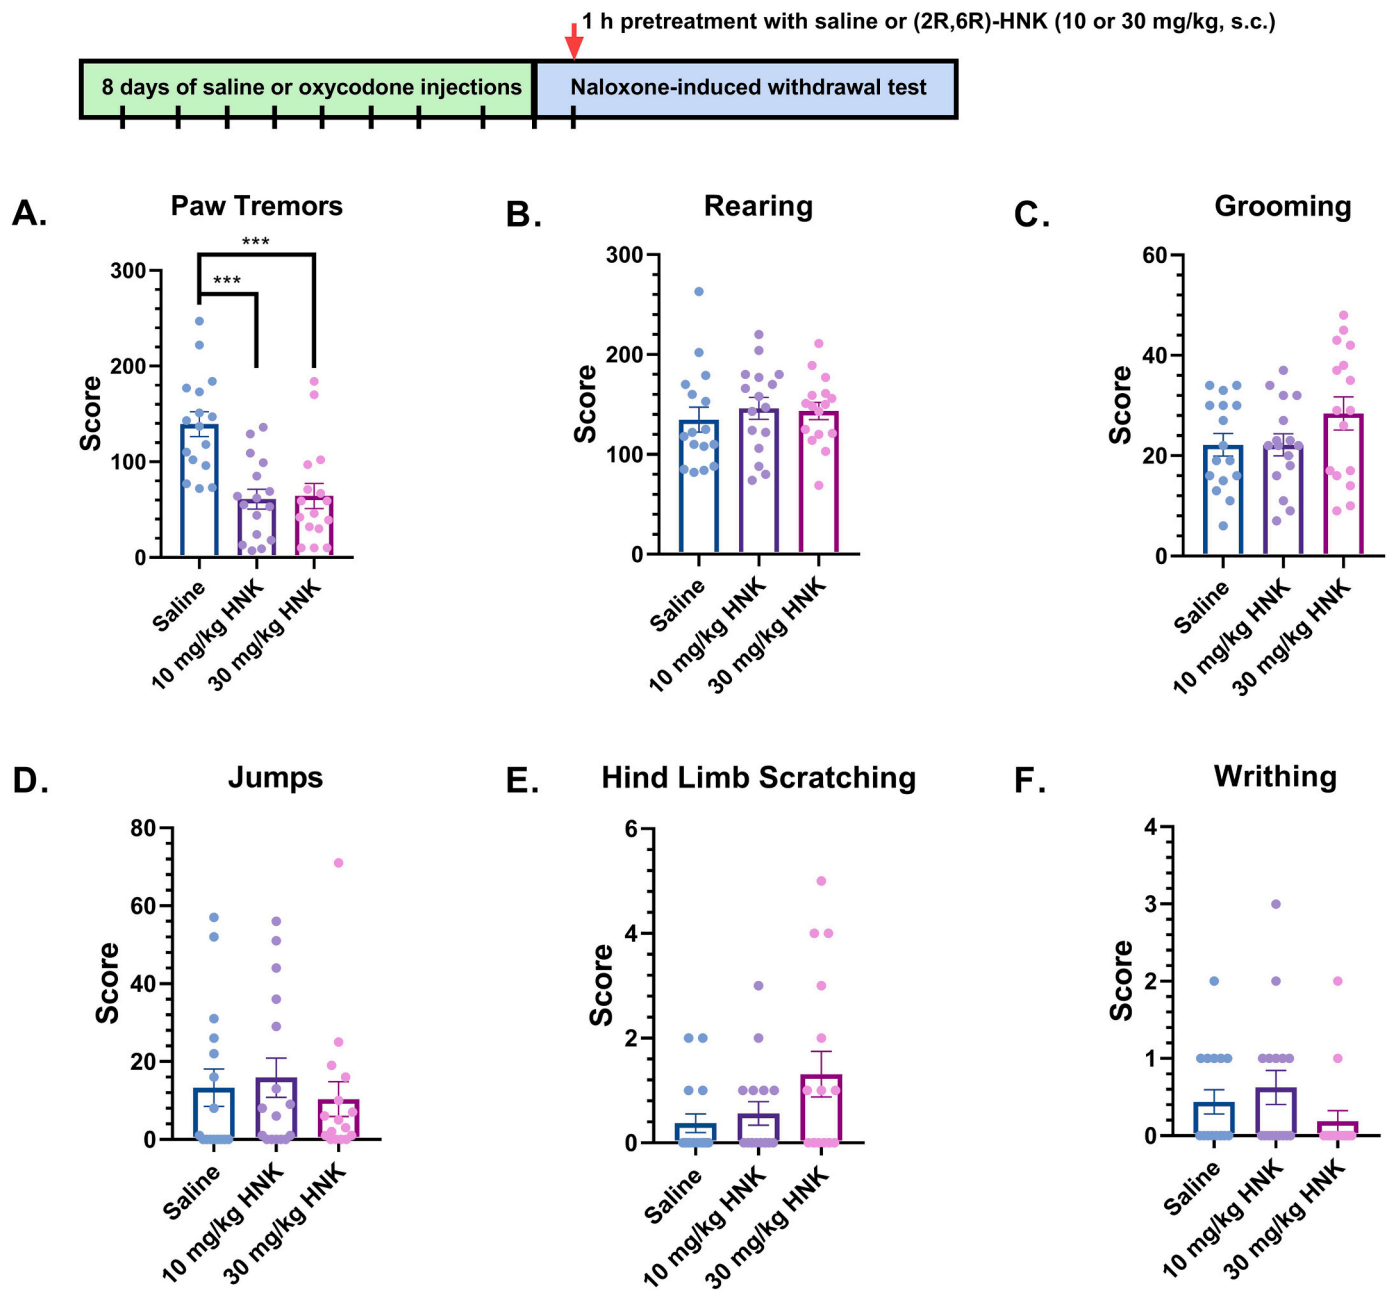 1 h pretreatment with saline or (2R,6R)-HNK (10 or 30 mg/kg, s.c.)
8 days of saline or oxycodone injections
Naloxone-induced withdrawal test
A.
Paw Tremors
***
***
300
200
100
0
Score
Saline
10 mg/kg HNK
30 mg/kg HNK
B.
Rearing
300
200
100
0
Score
Saline
10 mg/kg HNK
30 mg/kg HNK
C.
Grooming
60
40
20
0
Score
Saline
10 mg/kg HNK
30 mg/kg HNK
D.
Jumps
80
60
40
20
0
Score
Saline
10 mg/kg HNK
30 mg/kg HNK
E.
Hind Limb Scratching
6
4
2
0
Score
Saline
10 mg/kg HNK
30 mg/kg HNK
F.
Writhing
4
3
2
1
0
Score
Saline
10 mg/kg HNK
30 mg/kg HNK